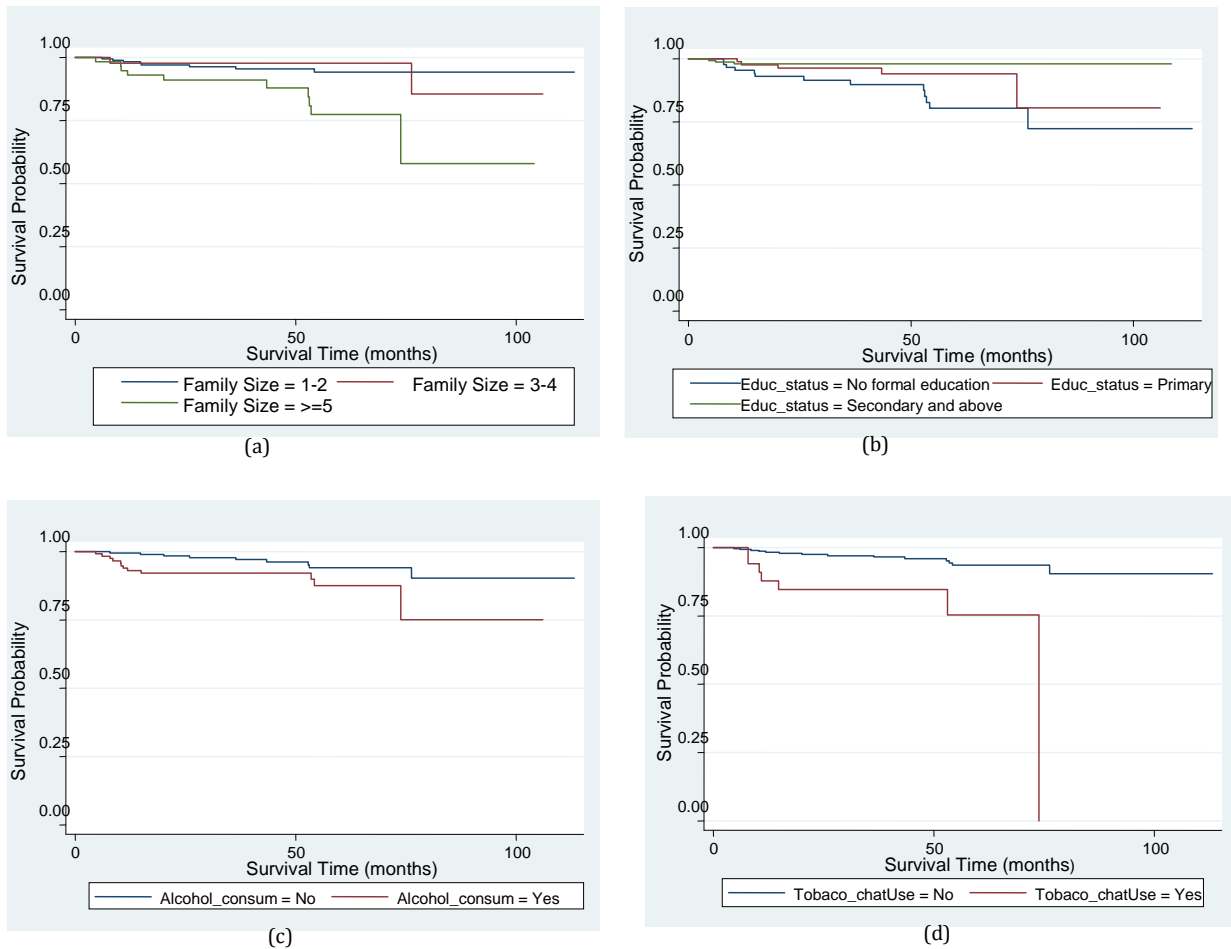 1.00
0.75
0.50
0.25
0.00
Survival Probability
0 50 100
Survival Time (months)
Family Size = 1-2 Family Size = 3-4
Family Size = >=5
(a)
1.00
0.75
0.50
0.25
0.00
Survival Probability
0 50 100
Survival Time (months)
Educ_status = No formal education Educ_status = Primary
Educ_status = Secondary and above
(b)
1.00
0.75
0.50
0.25
0.00
Survival Probability
0 50 100
Survival Time (months)
Alcohol_consum = No Alcohol_consum = Yes
(c)
1.00
0.75
0.50
0.25
0.00
Survival Probability
0 50 100
Survival Time (months)
Tobaco_chatUse = No Tobaco_chatUse = Yes
(d)